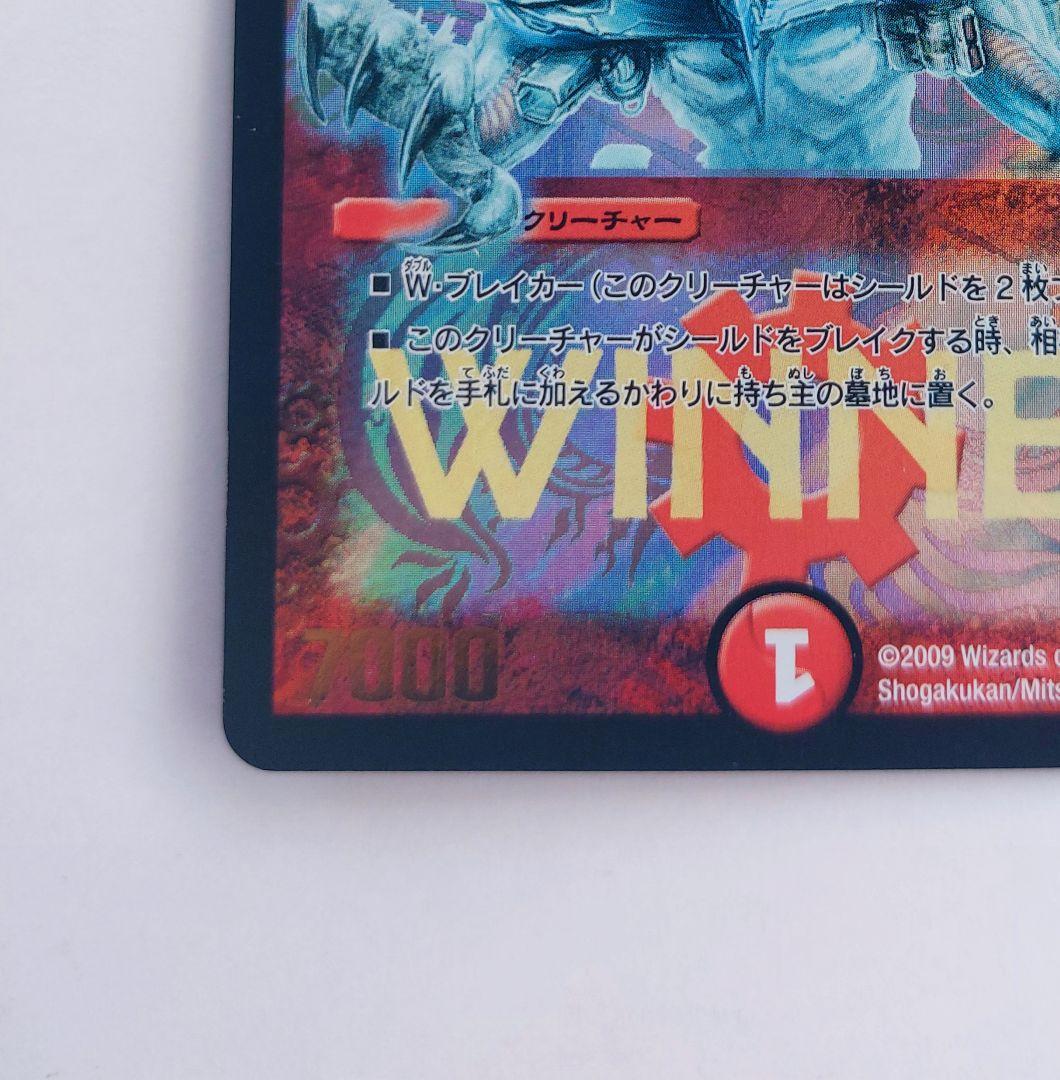 クリーチャー
■ W・ブレイカー（このクリーチャーはシールドを2枚
■ このクリーチャーがシールドをブレイクする時、相
ルドを手札に加えるかわりに持ち主の墓地に置く。
WINNE
7000
1
©2009 Wizards
Shogakukan/Mits